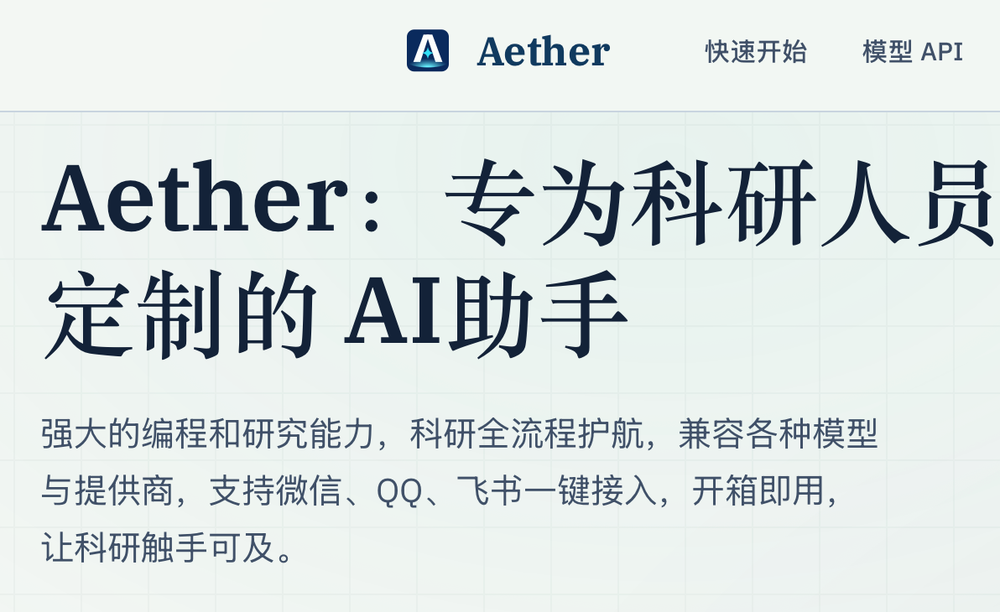 Aether
快速开始
模型 API
Aether：专为科研人员
定制的 AI助手
强大的编程和研究能力，科研全流程护航，兼容各种模型
与提供商，支持微信、QQ、飞书一键接入，开箱即用，
让科研触手可及。